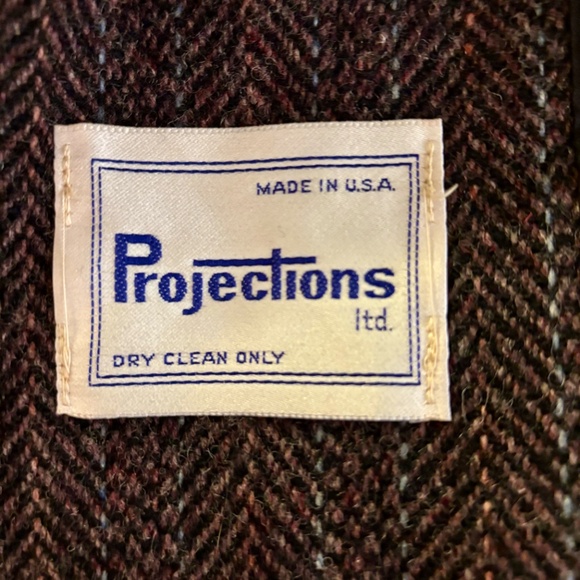 MADE IN U.S.A.
Projections
ltd.
DRY CLEAN ONLY